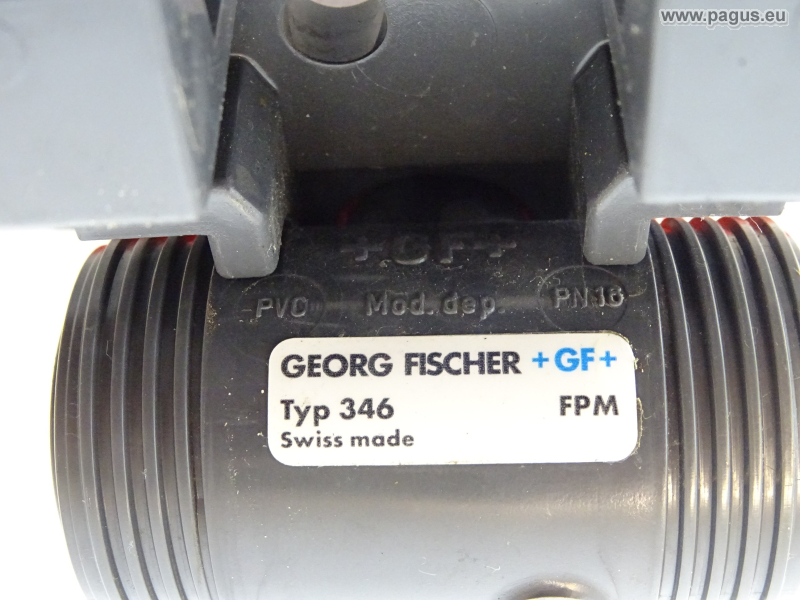 www.pagus.eu
+GF+
PVC Mod.dep. PN16
GEORG FISCHER +GF+
Typ 346 FPM
Swiss made